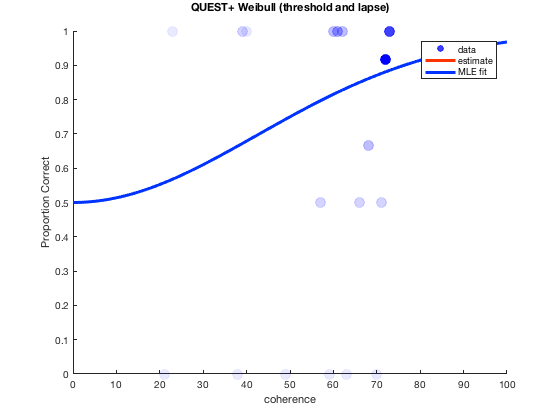 QUEST+ Weibull (threshold and lapse)
1
0.9
0.8
0.7
0.6
0.5
0.4
0.3
0.2
0.1
0
Proportion Correct
data
estimate
MLE fit
0 10 20 30 40 50 60 70 80 90 100
coherence